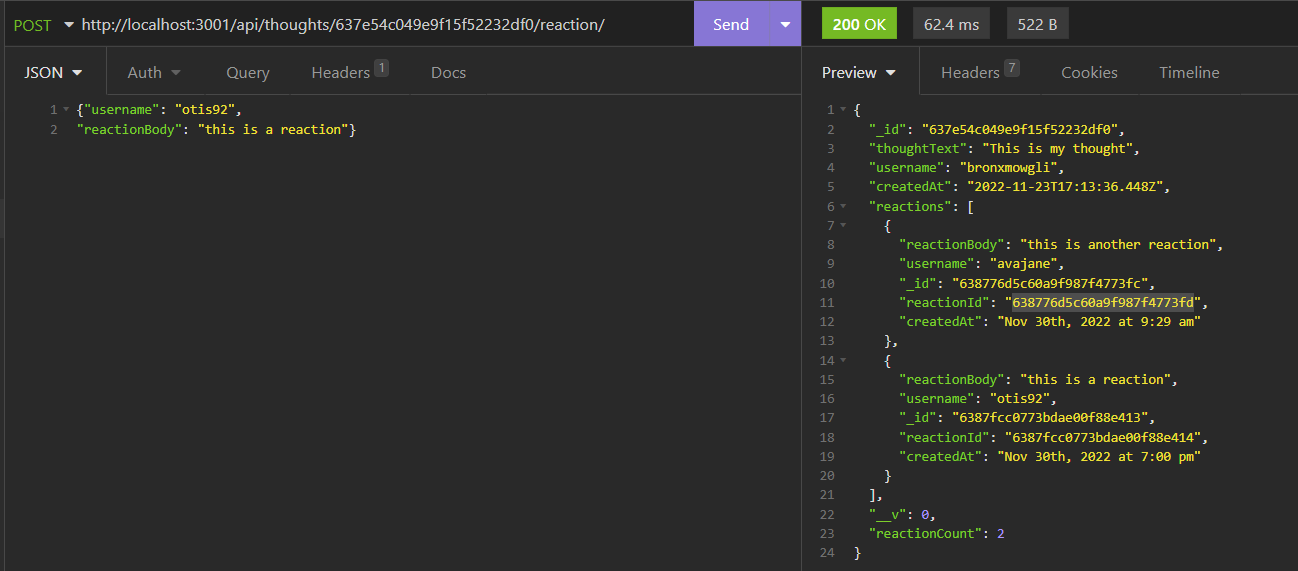 POST http://localhost:3001/api/thoughts/637e54c049e9f15f52232df0/reaction/ Send 200 OK 62.4 ms 522 B
JSON Auth Query Headers 1 Docs
1 {"username": "otis92",
2 "reactionBody": "this is a reaction"}
Preview Headers 7 Cookies Timeline
1 {
2 "_id": "637e54c049e9f15f52232df0",
3 "thoughtText": "This is my thought",
4 "username": "bronxmowgli",
5 "createdAt": "2022-11-23T17:13:36.448Z",
6 "reactions": [
7 {
8 "reactionBody": "this is another reaction",
9 "username": "avajane",
10 "_id": "638776d5c60a9f987f4773fc",
11 "reactionId": "638776d5c60a9f987f4773fd",
12 "createdAt": "Nov 30th, 2022 at 9:29 am"
13 },
14 {
15 "reactionBody": "this is a reaction",
16 "username": "otis92",
17 "_id": "6387fcc0773bdae00f88e413",
18 "reactionId": "6387fcc0773bdae00f88e414",
19 "createdAt": "Nov 30th, 2022 at 7:00 pm"
20 }
21 ],
22 "__v": 0,
23 "reactionCount": 2
24 }